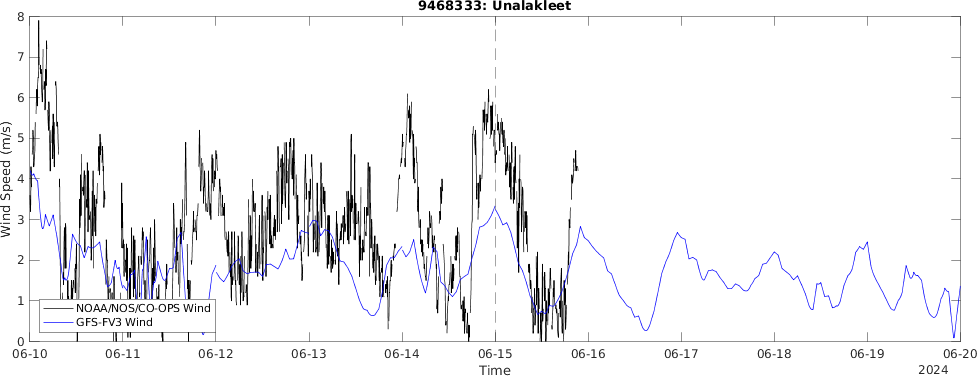 9468333: Unalakleet
8
7
6
5
4
3
2
1
0
Wind Speed (m/s)
NOAA/NOS/CO-OPS Wind
GFS-FV3 Wind
06-10 06-11 06-12 06-13 06-14 06-15 06-16 06-17 06-18 06-19 06-20
Time
2024